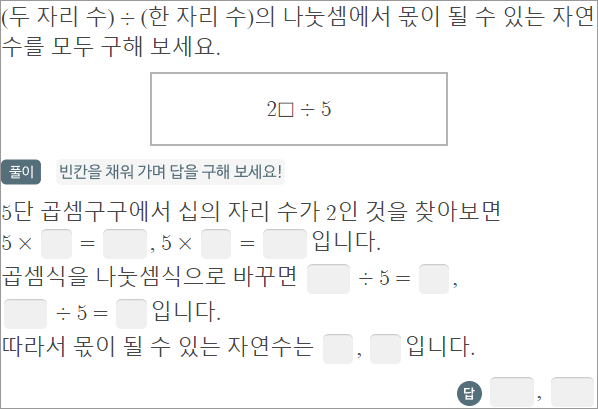 (두 자리 수) ÷ (한 자리 수)의 나눗셈에서 몫이 될 수 있는 자연
수를 모두 구해 보세요.
2□ ÷ 5
풀이 빈칸을 채워 가며 답을 구해 보세요!
5단 곱셈구구에서 십의 자리 수가 2인 것을 찾아보면
5 × = , 5 × = 입니다.
곱셈식을 나눗셈식으로 바꾸면 ÷ 5 = ,
÷ 5 = 입니다.
따라서 몫이 될 수 있는 자연수는 , 입니다.
답 ,